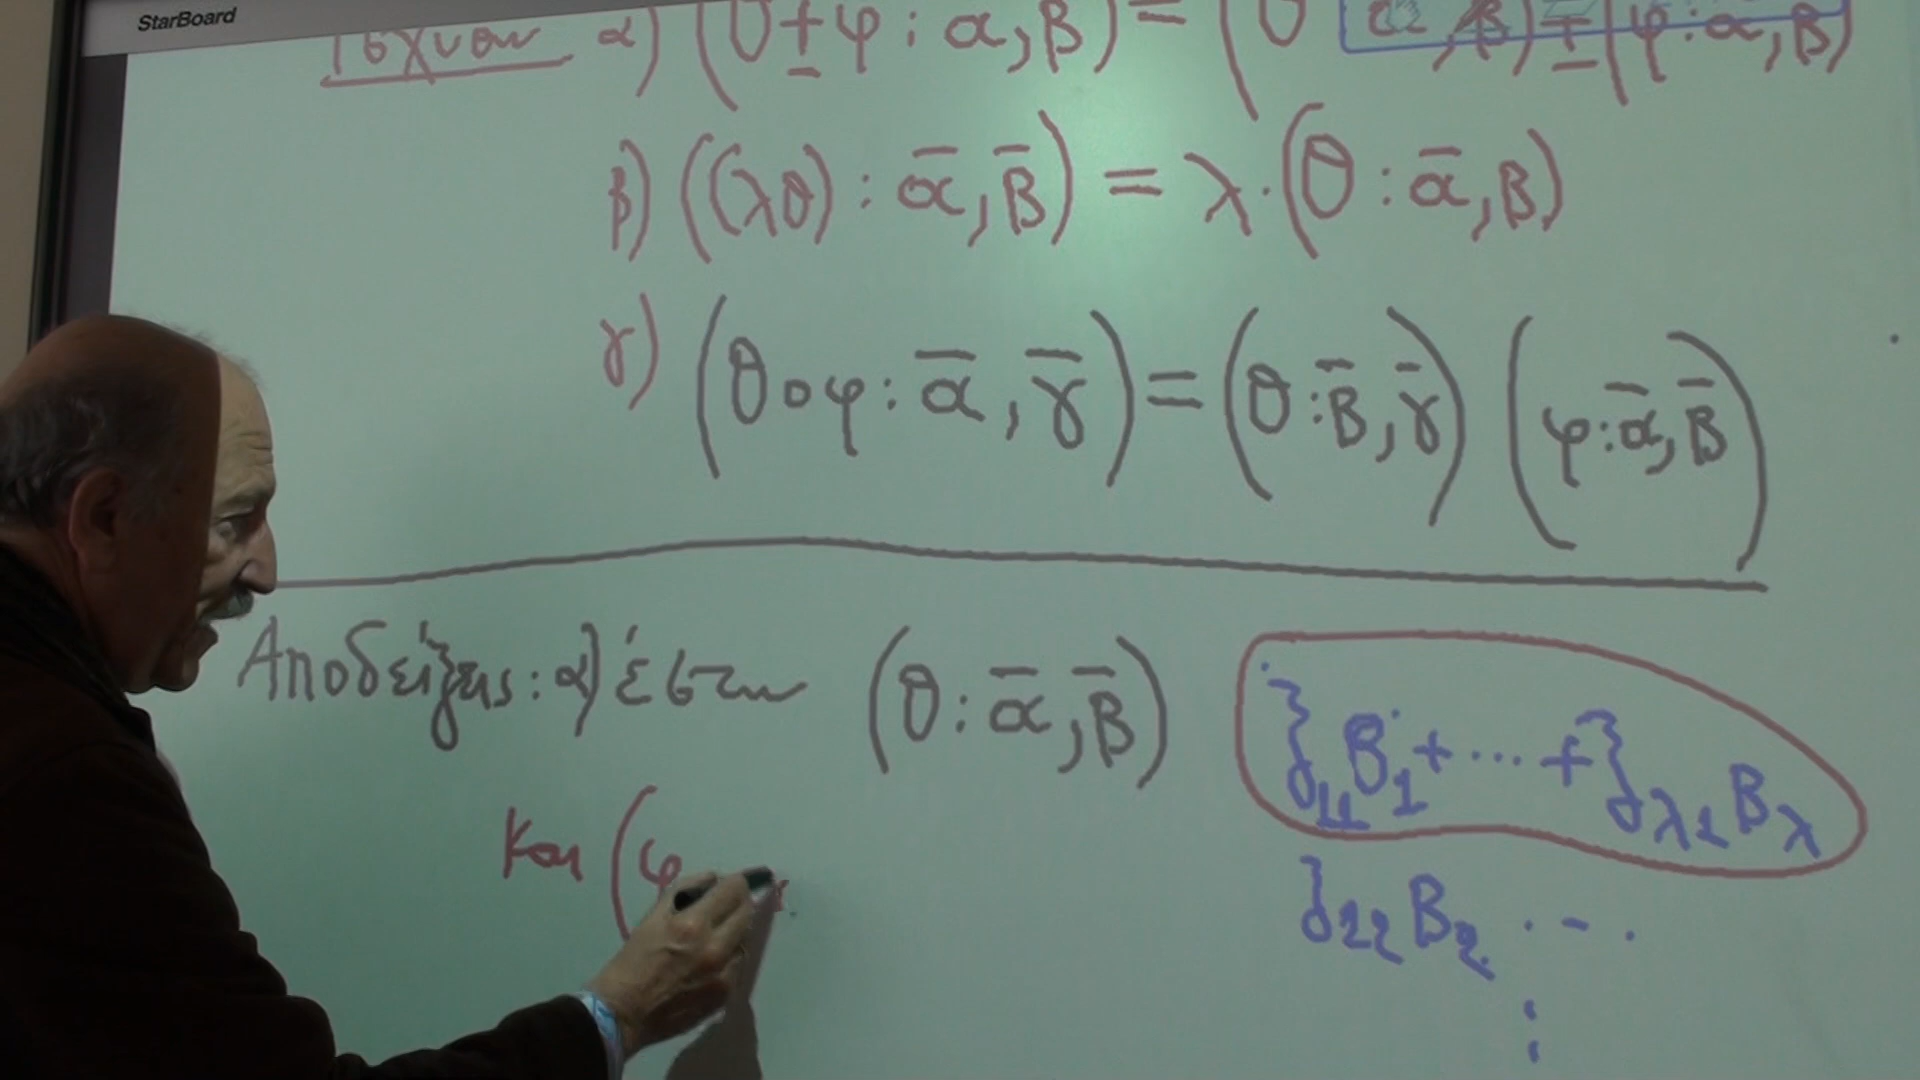 StarBoard
Ισχύουν α) (θ ± φ : α, β) = (θ α, β) ± (φ : α, β)
β) ((λθ) : ᾱ, β̄) = λ · (θ : ᾱ, β)
γ) (θ ∘ φ : ᾱ, γ̄) = (θ : β̄, γ̄) (φ : ᾱ, β̄)
Αποδείξεις : α) έστω (θ : ᾱ, β̄)
και (φ
ξ₁₁β₁ + ··· + ξλ₁βλ
ξ₂₂β₂ ···
⋮